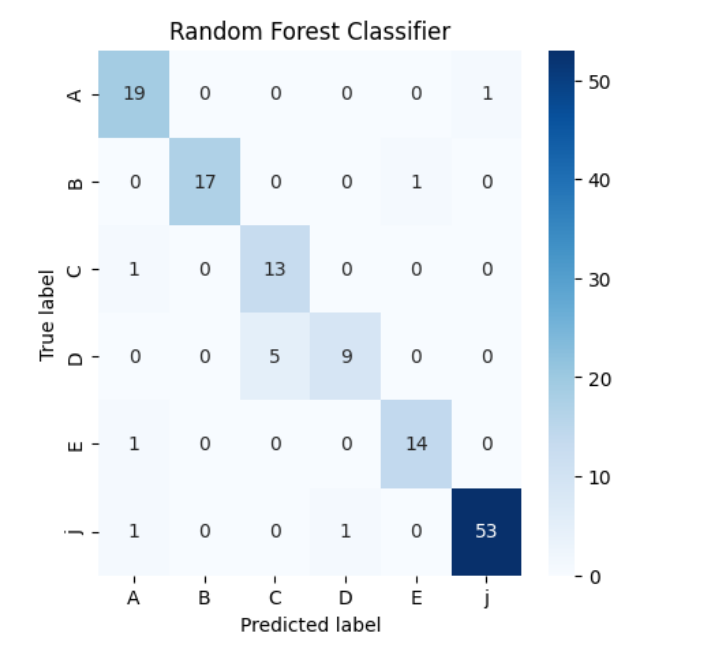 Random Forest Classifier
A 19 0 0 0 0 1
B 0 17 0 0 1 0
C 1 0 13 0 0 0
D 0 0 5 9 0 0
E 1 0 0 0 14 0
j 1 0 0 1 0 53
A B C D E j
Predicted label
True label
50
40
30
20
10
0